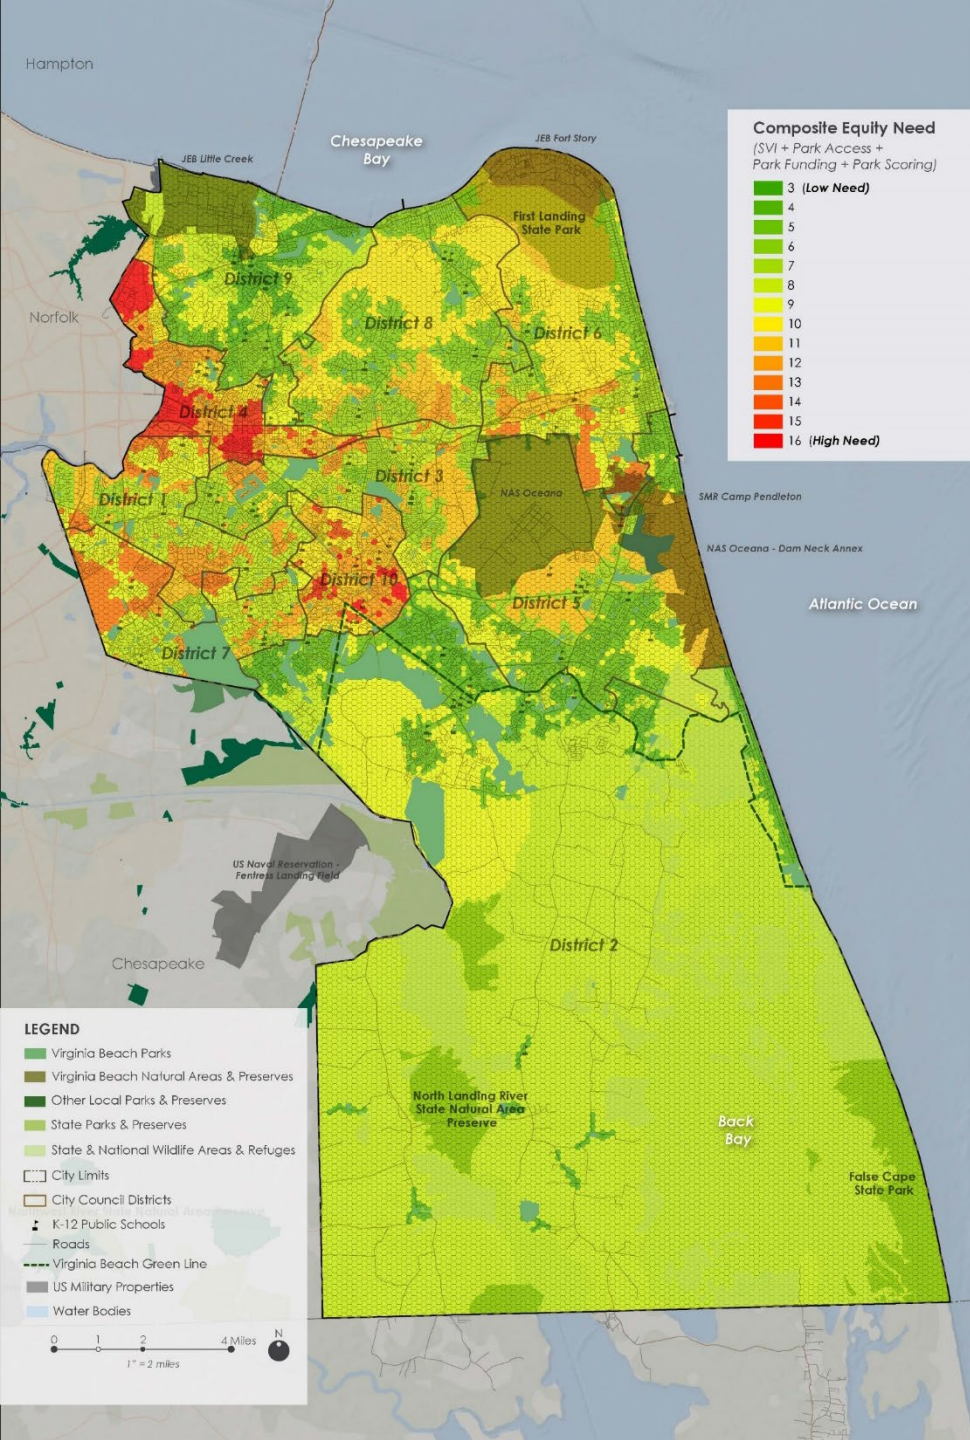 Hampton
Chesapeake
Bay
JEB Fort Story
JEB Little Creek
Composite Equity Need
(SVI + Park Access +
Park Funding + Park Scoring)
3 (Low Need)
4
5
6
7
8
9
10
11
12
13
14
15
16 (High Need)
First Landing
State Park
District 9
Norfolk
District 8
District 6
District 4
District 3
District 1
NAS Oceana
SMR Camp Pendleton
NAS Oceana - Dam Neck Annex
District 10
District 5
Atlantic Ocean
District 7
US Naval Reservation -
Fentress Landing Field
District 2
Chesapeake
North Landing River
State Natural Area
Preserve
Back
Bay
False Cape
State Park
LEGEND
Virginia Beach Parks
Virginia Beach Natural Areas & Preserves
Other Local Parks & Preserves
State Parks & Preserves
State & National Wildlife Areas & Refuges
City Limits
City Council Districts
K-12 Public Schools
Roads
Virginia Beach Green Line
US Military Properties
Water Bodies
0 1 2 4 Miles
1" = 2 miles
N